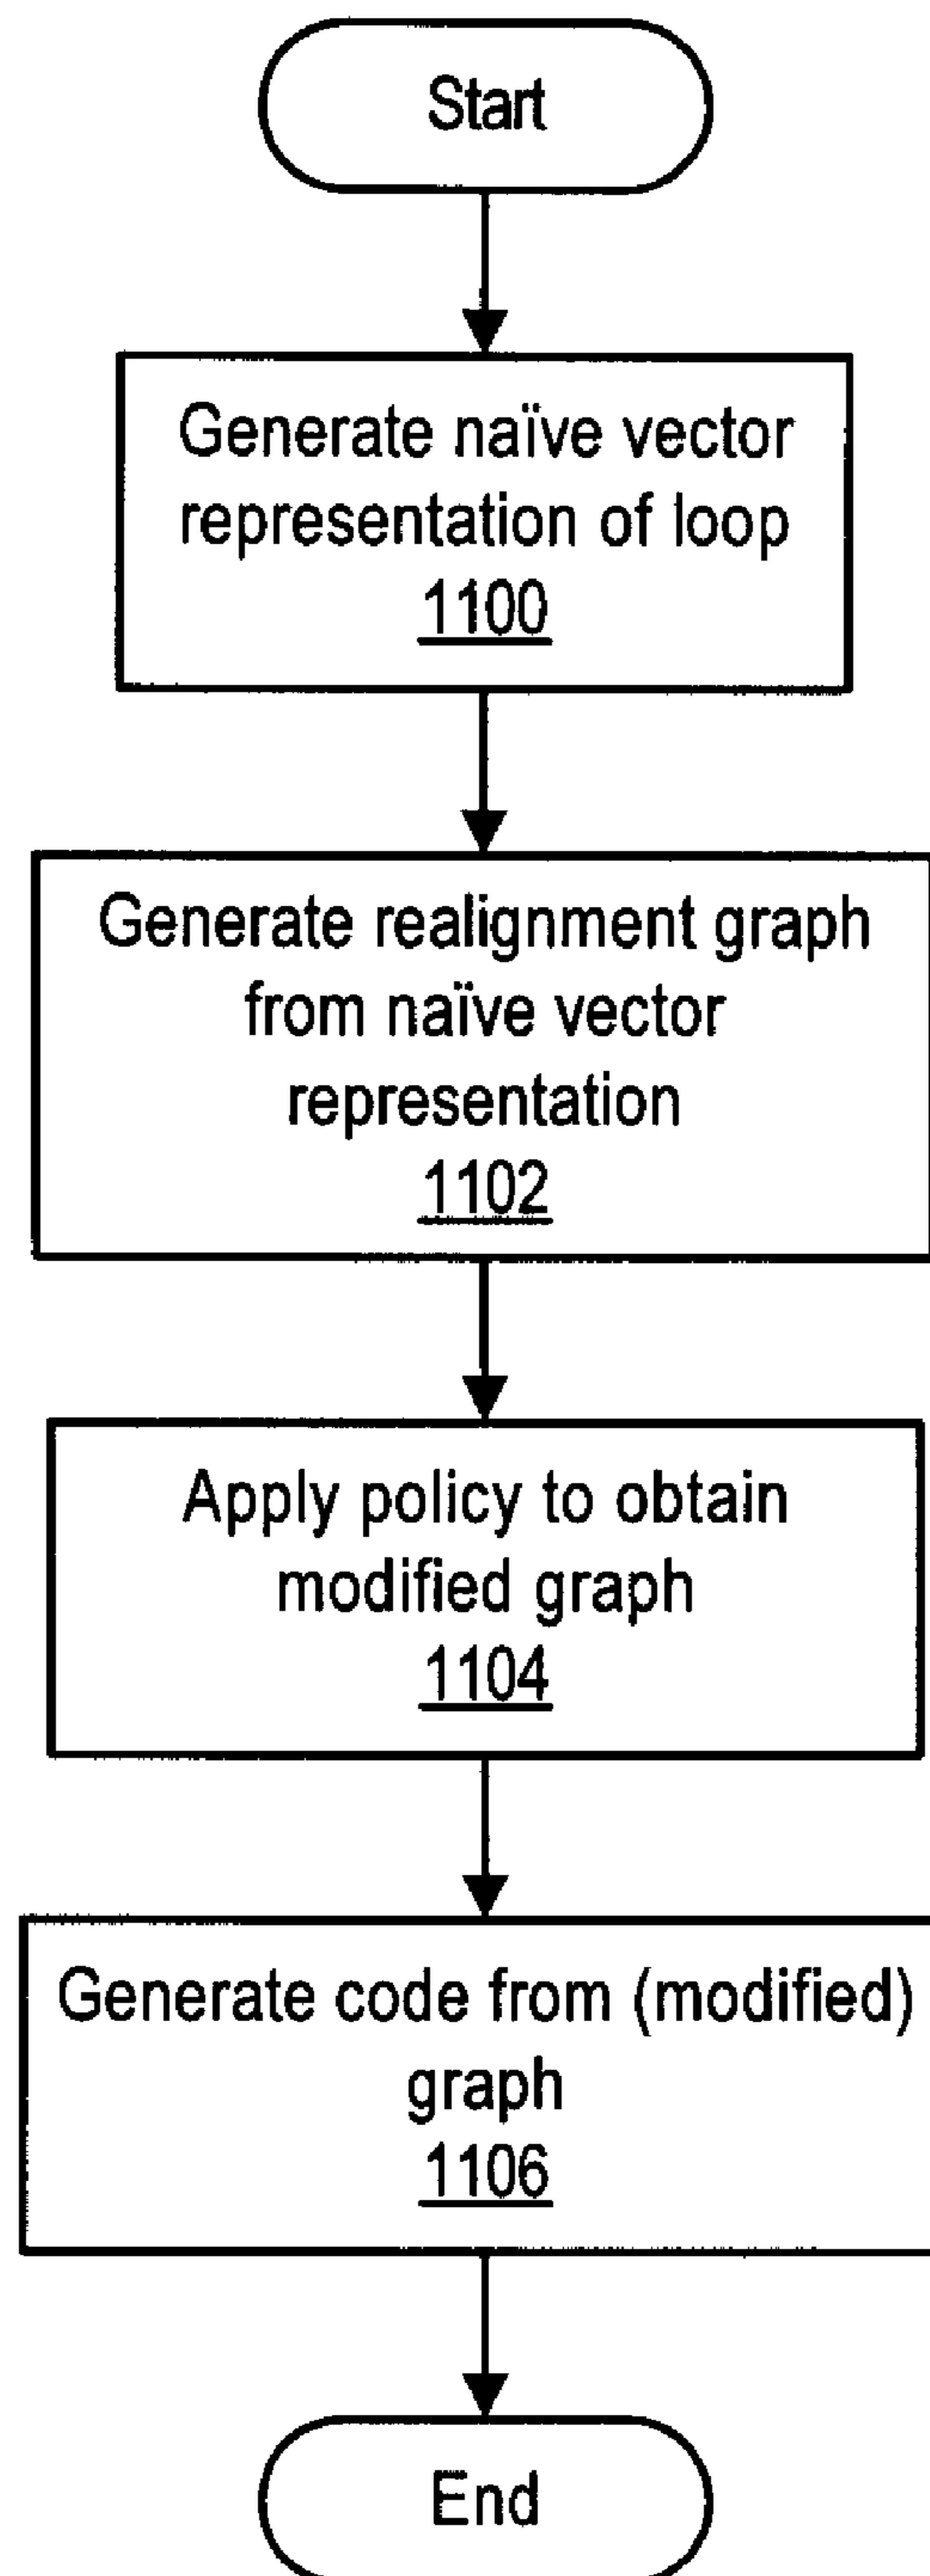 Start
Generate naïve vector
representation of loop
1100
Generate realignment graph
from naïve vector
representation
1102
Apply policy to obtain
modified graph
1104
Generate code from (modified)
graph
1106
End